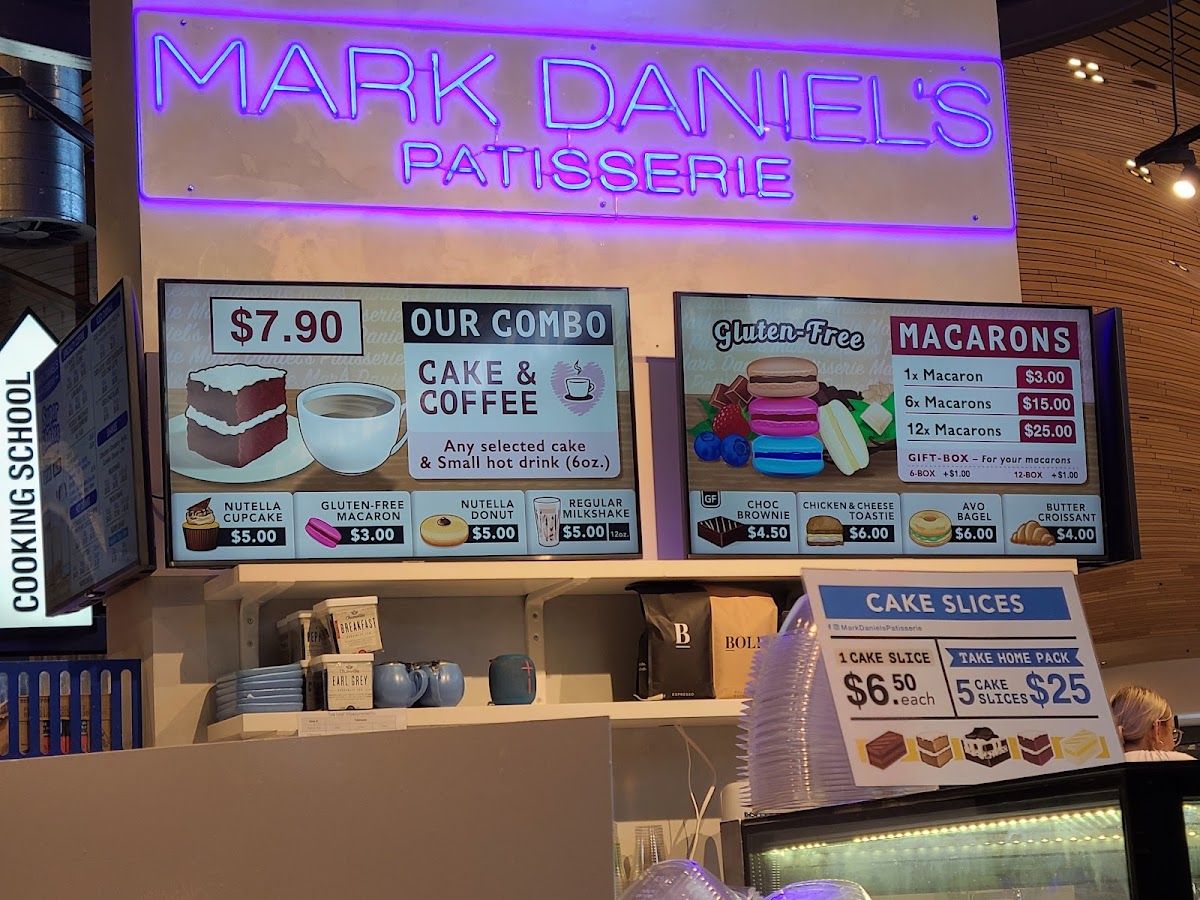 MARK DANIEL'S
PATISSERIE
COOKING SCHOOL
$7.90
OUR COMBO
CAKE &
COFFEE
Any selected cake
& Small hot drink (6oz.)
NUTELLA
CUPCAKE
$5.00
GLUTEN-FREE
MACARON
$3.00
NUTELLA
DONUT
$5.00
REGULAR
MILKSHAKE
$5.00 12oz.
Gluten-Free
MACARONS
1x Macaron $3.00
6x Macarons $15.00
12x Macarons $25.00
GIFT-BOX – For your macarons
6-BOX +$1.00 12-BOX +$1.00
GF
CHOC
BROWNIE
$4.50
CHICKEN & CHEESE
TOASTIE
$6.00
AVO
BAGEL
$6.00
BUTTER
CROISSANT
$4.00
BREAKFAST
EARL GREY
B
ESPRESSO
CAKE SLICES
MarkDanielsPatisserie
1 CAKE SLICE
$6.50
each
TAKE HOME PACK
5 CAKE
SLICES $25